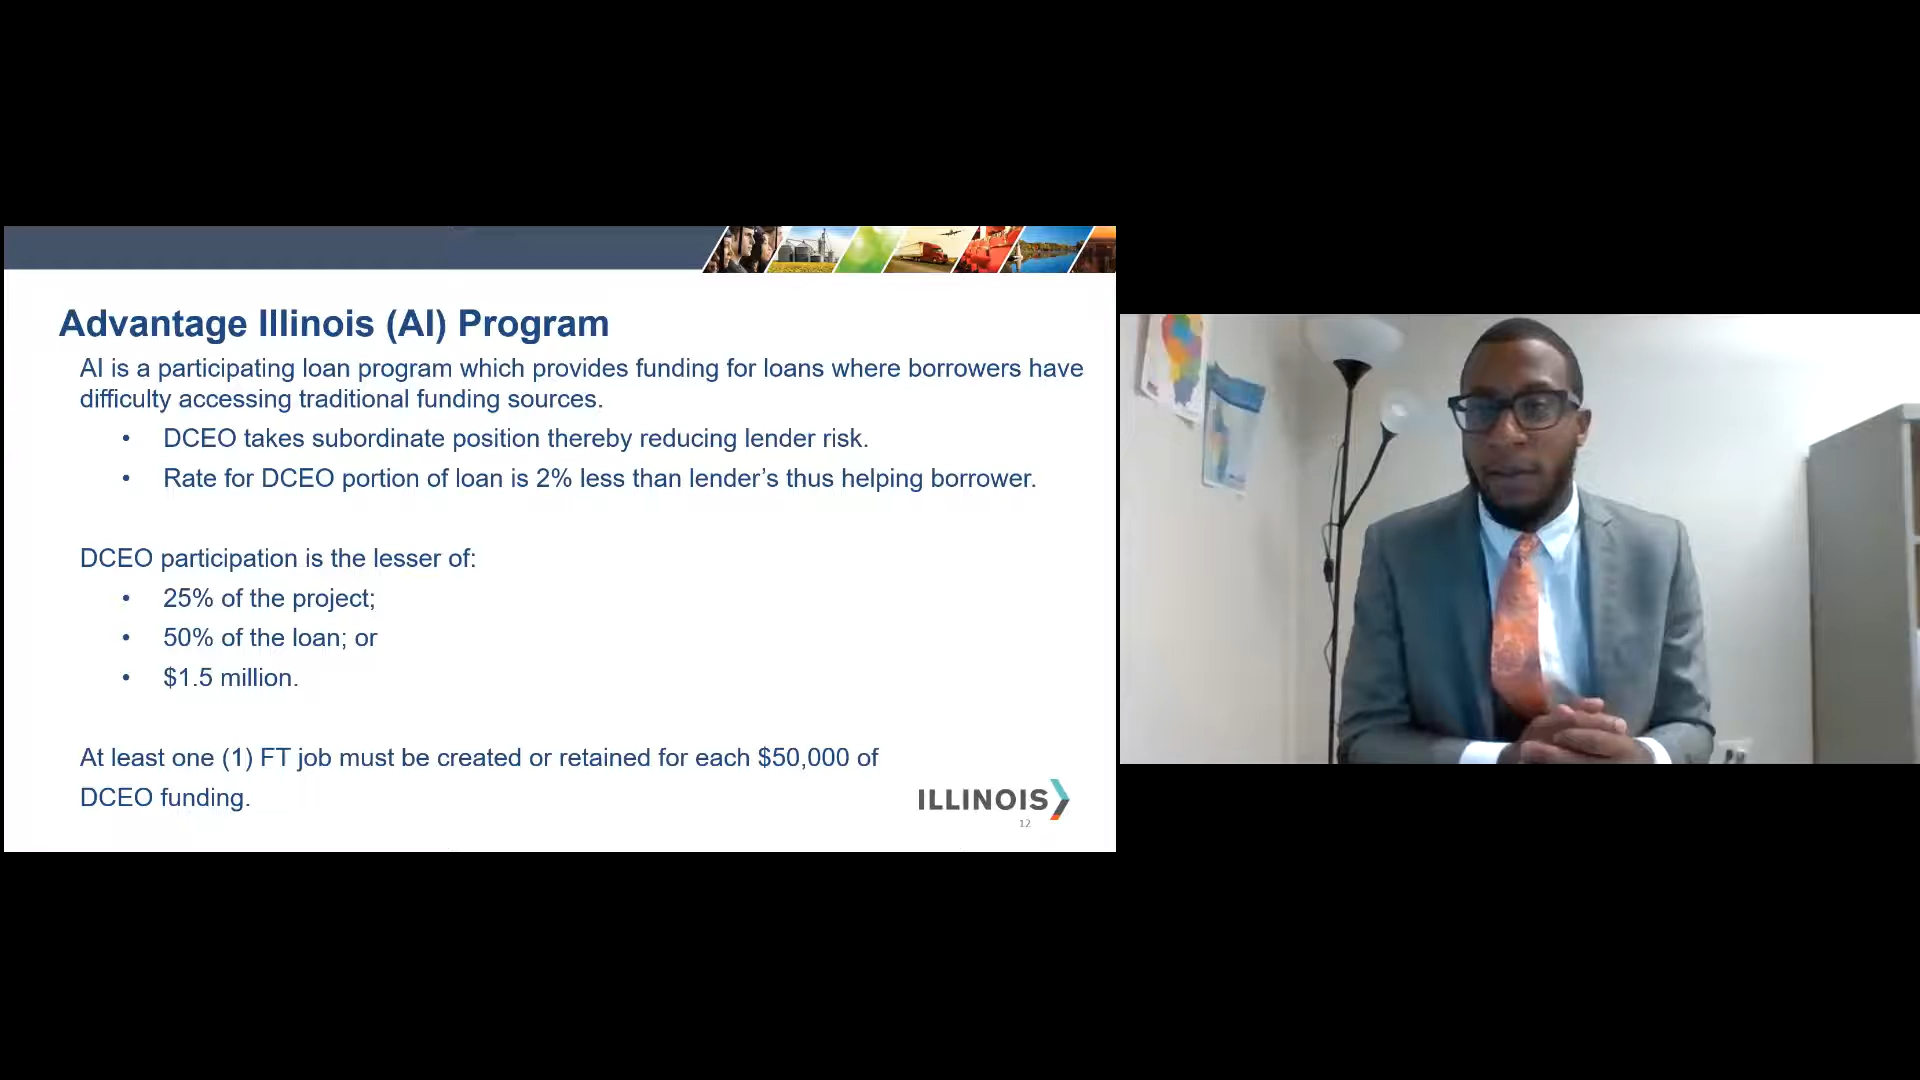 Advantage Illinois (AI) Program
AI is a participating loan program which provides funding for loans where borrowers have
difficulty accessing traditional funding sources.
• DCEO takes subordinate position thereby reducing lender risk.
• Rate for DCEO portion of loan is 2% less than lender’s thus helping borrower.
DCEO participation is the lesser of:
• 25% of the project;
• 50% of the loan; or
• $1.5 million.
At least one (1) FT job must be created or retained for each $50,000 of
DCEO funding.
ILLINOIS
12